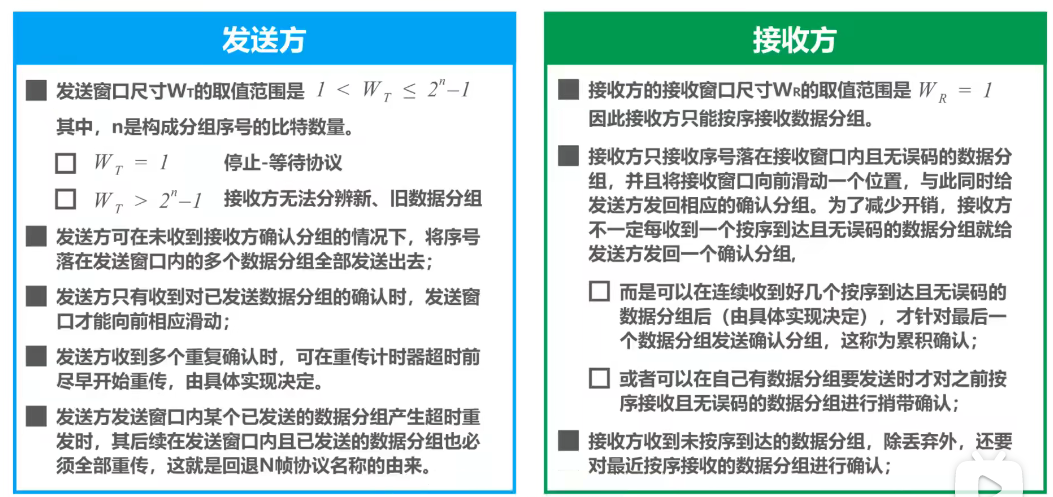 发送方
发送窗口尺寸WT的取值范围是 1 < W_T ≤ 2^n–1
其中，n是构成分组序号的比特数量。
W_T = 1 停止-等待协议
W_T > 2^n–1 接收方无法分辨新、旧数据分组
发送方可在未收到接收方确认分组的情况下，将序号
落在发送窗口内的多个数据分组全部发送出去；
发送方只有收到对已发送数据分组的确认时，发送窗
口才能向前相应滑动；
发送方收到多个重复确认时，可在重传计时器超时前
尽早开始重传，由具体实现决定。
发送方发送窗口内某个已发送的数据分组产生超时重
发时，其后续在发送窗口内且已发送的数据分组也必
须全部重传，这就是回退N帧协议名称的由来。
接收方
接收方的接收窗口尺寸WR的取值范围是 W_R = 1
因此接收方只能按序接收数据分组。
接收方只接收序号落在接收窗口内且无误码的数据分
组，并且将接收窗口向前滑动一个位置，与此同时给
发送方发回相应的确认分组。为了减少开销，接收方
不一定每收到一个按序到达且无误码的数据分组就给
发送方发回一个确认分组,
而是可以在连续收到好几个按序到达且无误码的
数据分组后（由具体实现决定），才针对最后一
个数据分组发送确认分组，这称为累积确认；
或者可以在自己有数据分组要发送时才对之前按
序接收且无误码的数据分组进行捎带确认；
接收方收到未按序到达的数据分组，除丢弃外，还要
对最近按序接收的数据分组进行确认；